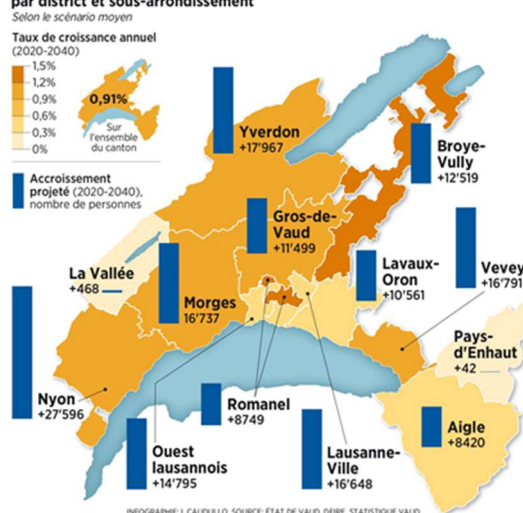 par district et sous-arrondissement
Selon le scénario moyen
Taux de croissance annuel
(2020-2040)
1,5%
1,2%
0,9%
0,6%
0,3%
0%
0,91%
Sur
l'ensemble
du canton
Accroissement
projeté (2020-2040),
nombre de personnes
Yverdon
+17'967
Broye-
Vully
+12'519
Gros-de-
Vaud
+11'499
La Vallée
+468
Morges
16'737
Lavaux-
Oron
+10'561
Vevey
+16'791
Pays-
d'Enhaut
+42
Nyon
+27'596
Romanel
+8749
Aigle
+8420
Ouest
lausannois
+14'795
Lausanne-
Ville
+16'648
INFOGRAPHIE: I. CAUDULLO. SOURCE: ÉTAT DE VAUD, DEIRE, STATISTIQUE VAUD